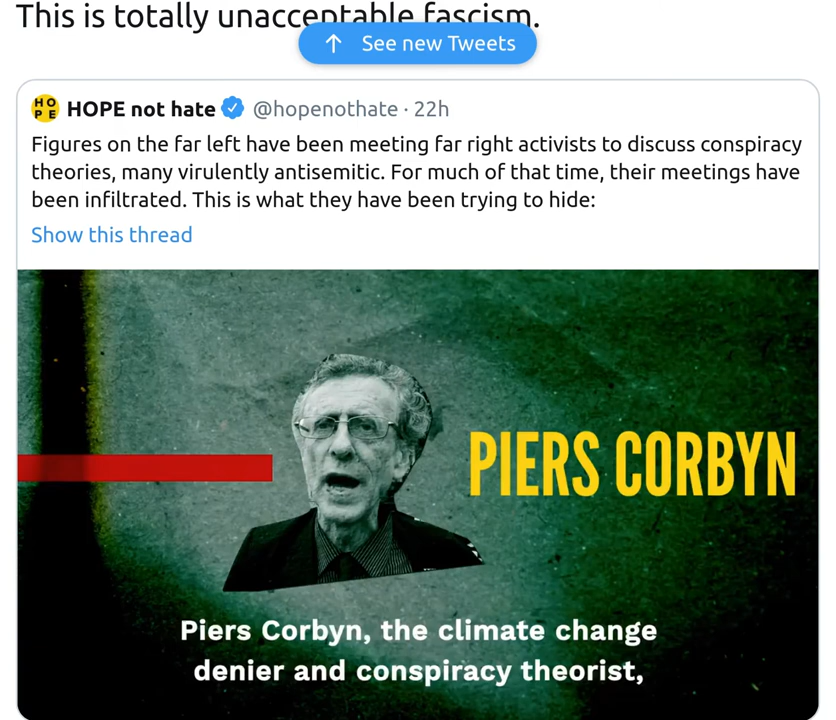 This is totally unacceptable fascism.
↑ See new Tweets
HO
PE
HOPE not hate @hopenothate · 22h
Figures on the far left have been meeting far right activists to discuss conspiracy
theories, many virulently antisemitic. For much of that time, their meetings have
been infiltrated. This is what they have been trying to hide:
Show this thread
PIERS CORBYN
Piers Corbyn, the climate change
denier and conspiracy theorist,